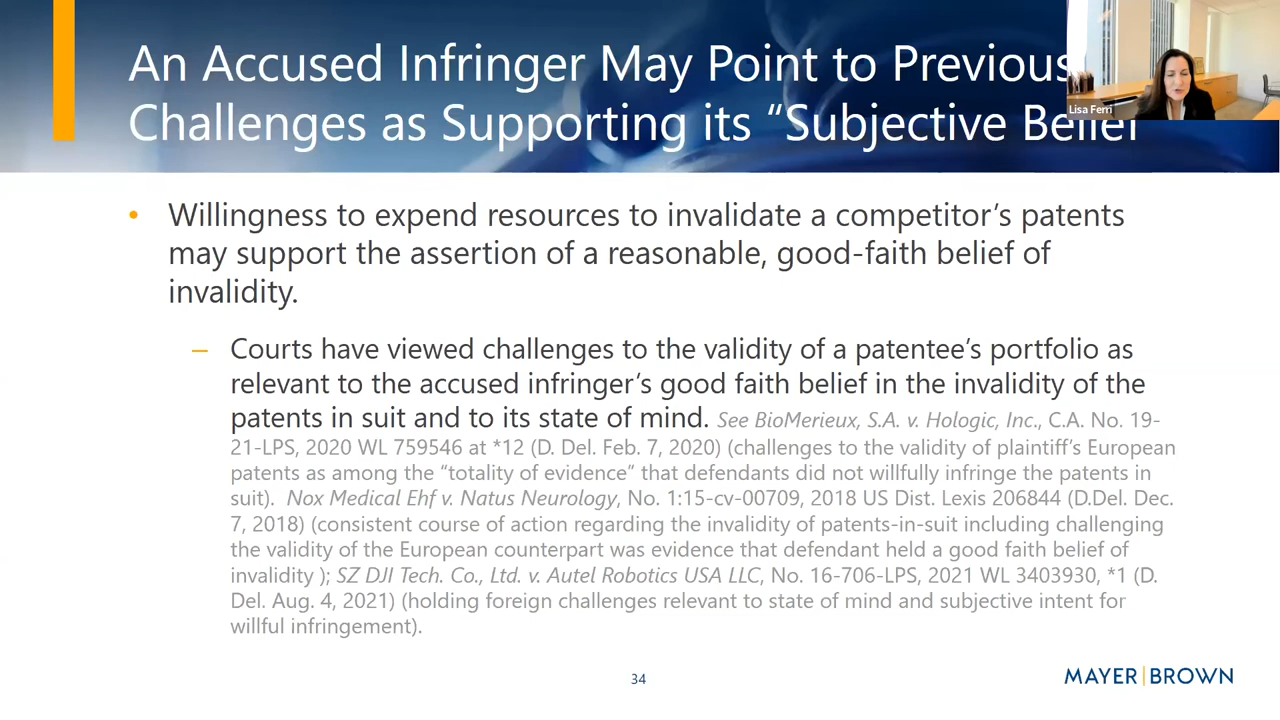 An Accused Infringer May Point to Previous
Challenges as Supporting its “Subjective Belief
Lisa Ferri
• Willingness to expend resources to invalidate a competitor’s patents
may support the assertion of a reasonable, good-faith belief of
invalidity.
– Courts have viewed challenges to the validity of a patentee’s portfolio as
relevant to the accused infringer’s good faith belief in the invalidity of the
patents in suit and to its state of mind. See BioMerieux, S.A. v. Hologic, Inc., C.A. No. 19-
21-LPS, 2020 WL 759546 at *12 (D. Del. Feb. 7, 2020) (challenges to the validity of plaintiff’s European
patents as among the “totality of evidence” that defendants did not willfully infringe the patents in
suit). Nox Medical Ehf v. Natus Neurology, No. 1:15-cv-00709, 2018 US Dist. Lexis 206844 (D.Del. Dec.
7, 2018) (consistent course of action regarding the invalidity of patents-in-suit including challenging
the validity of the European counterpart was evidence that defendant held a good faith belief of
invalidity ); SZ DJI Tech. Co., Ltd. v. Autel Robotics USA LLC, No. 16-706-LPS, 2021 WL 3403930, *1 (D.
Del. Aug. 4, 2021) (holding foreign challenges relevant to state of mind and subjective intent for
willful infringement).
34
MAYER | BROWN